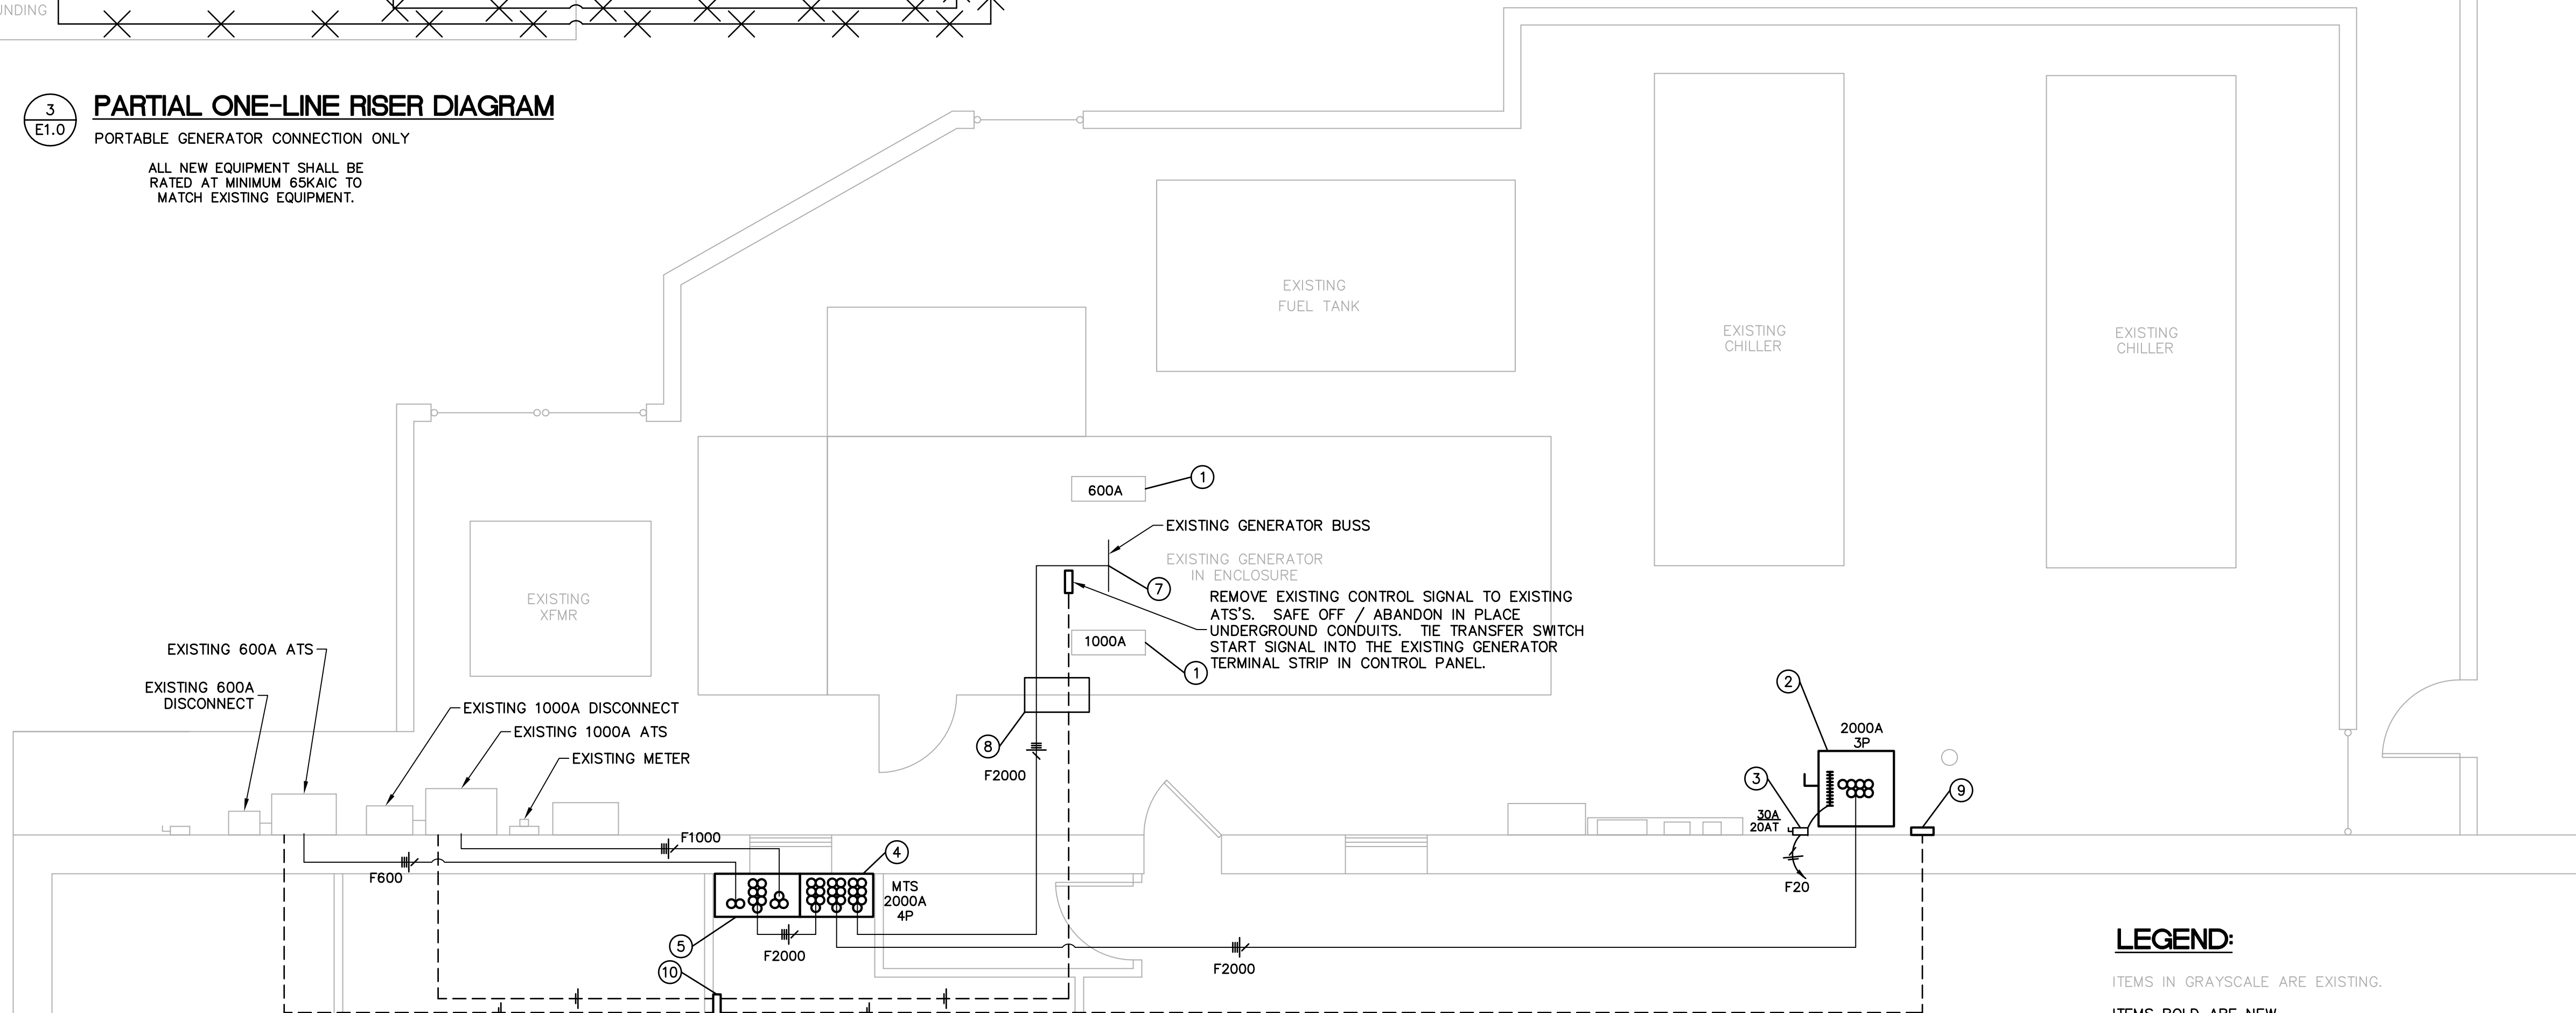 3
E1.0
PARTIAL ONE-LINE RISER DIAGRAM
PORTABLE GENERATOR CONNECTION ONLY
ALL NEW EQUIPMENT SHALL BE
RATED AT MINIMUM 65KAIC TO
MATCH EXISTING EQUIPMENT.
EXISTING
FUEL TANK
EXISTING
CHILLER
EXISTING
CHILLER
600A
1
EXISTING GENERATOR BUSS
EXISTING GENERATOR
IN ENCLOSURE
7
REMOVE EXISTING CONTROL SIGNAL TO EXISTING
ATS'S. SAFE OFF / ABANDON IN PLACE
UNDERGROUND CONDUITS. TIE TRANSFER SWITCH
START SIGNAL INTO THE EXISTING GENERATOR
TERMINAL STRIP IN CONTROL PANEL.
1000A
1
EXISTING
XFMR
EXISTING 600A ATS
EXISTING 600A
DISCONNECT
EXISTING 1000A DISCONNECT
EXISTING 1000A ATS
EXISTING METER
8
F2000
2
2000A
3P
3
30A
20AT
9
F20
F1000
F600
4
MTS
2000A
4P
5
F2000
10
F2000
LEGEND:
ITEMS IN GRAYSCALE ARE EXISTING.
ITEMS BOLD ARE NEW